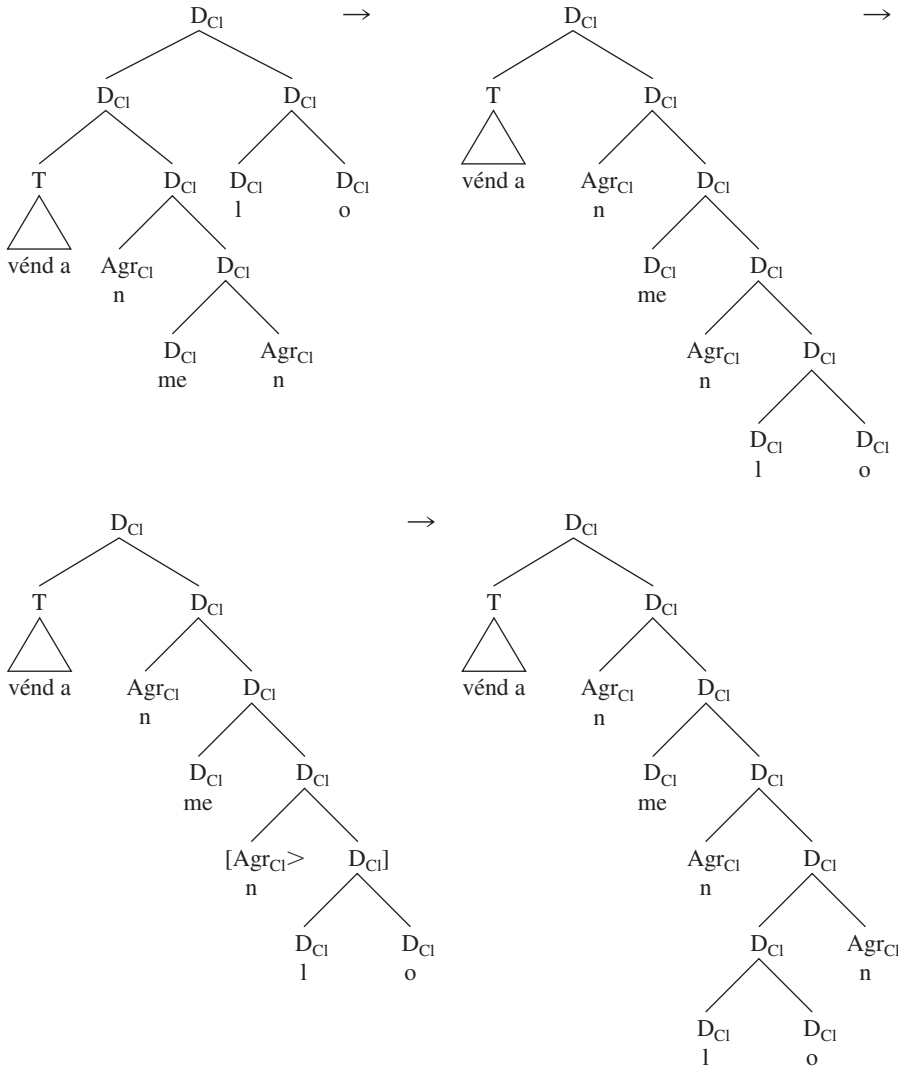 D_Cl → D_Cl →
D_Cl D_Cl T D_Cl
T D_Cl D_Cl D_Cl vénd a Agr_Cl D_Cl
l o n
vénd a Agr_Cl D_Cl D_Cl D_Cl
n me
D_Cl Agr_Cl Agr_Cl D_Cl
me n n
D_Cl D_Cl
l o
D_Cl → D_Cl
T D_Cl T D_Cl
vénd a Agr_Cl D_Cl vénd a Agr_Cl D_Cl
n n
D_Cl D_Cl D_Cl D_Cl
me me
[Agr_Cl> D_Cl] Agr_Cl D_Cl
n n
D_Cl D_Cl D_Cl Agr_Cl
l o n
D_Cl D_Cl
l o